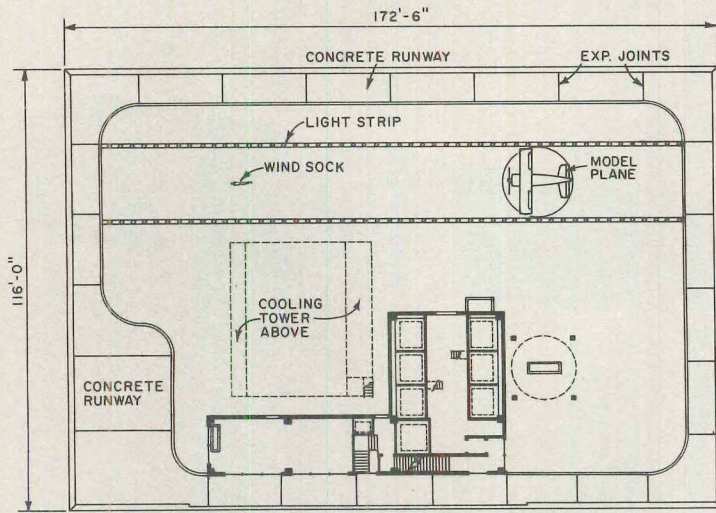 172'-6"
CONCRETE RUNWAY
EXP. JOINTS
LIGHT STRIP
WIND SOCK
MODEL
PLANE
116'-0"
COOLING
TOWER
ABOVE
CONCRETE
RUNWAY